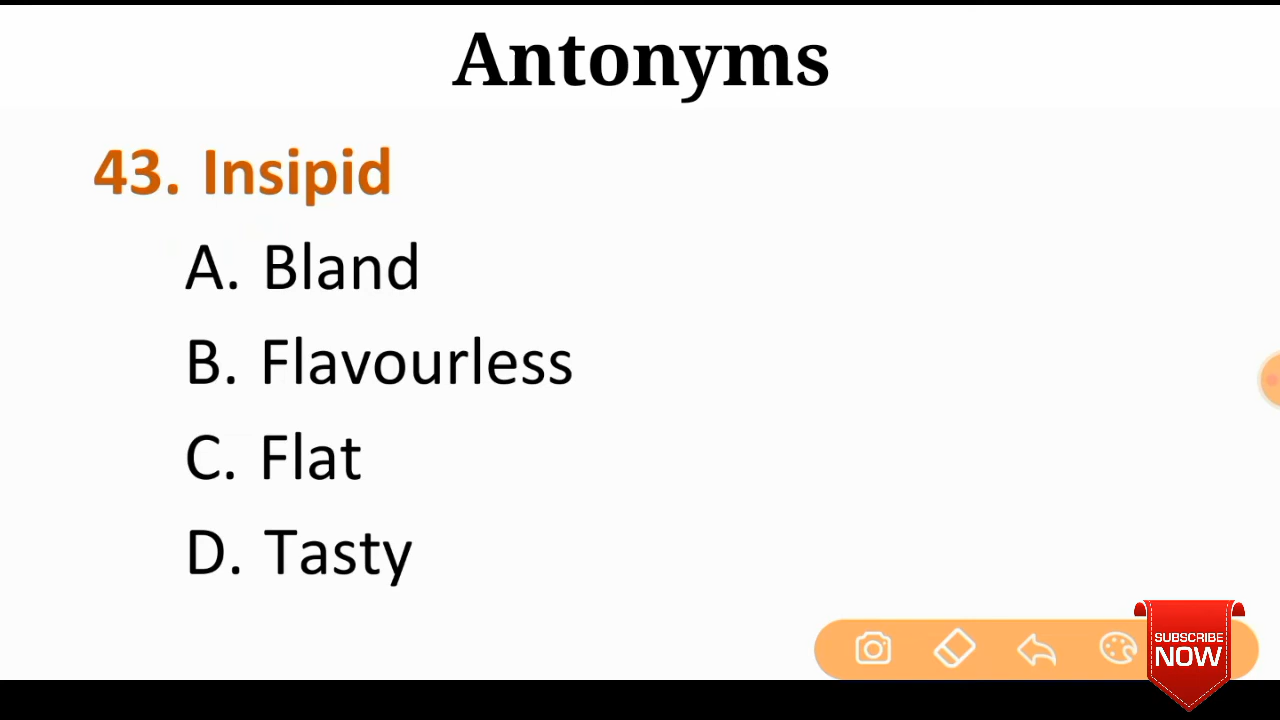 Antonyms
43. Insipid
A. Bland
B. Flavourless
C. Flat
D. Tasty
SUBSCRIBE
NOW